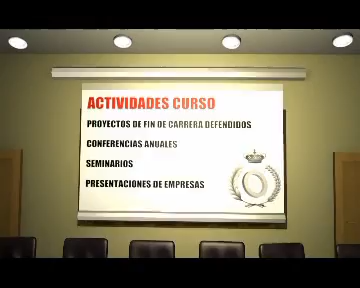 ACTIVIDADES CURSO
PROYECTOS DE FIN DE CARRERA DEFENDIDOS
CONFERENCIAS ANUALES
SEMINARIOS
PRESENTACIONES DE EMPRESAS